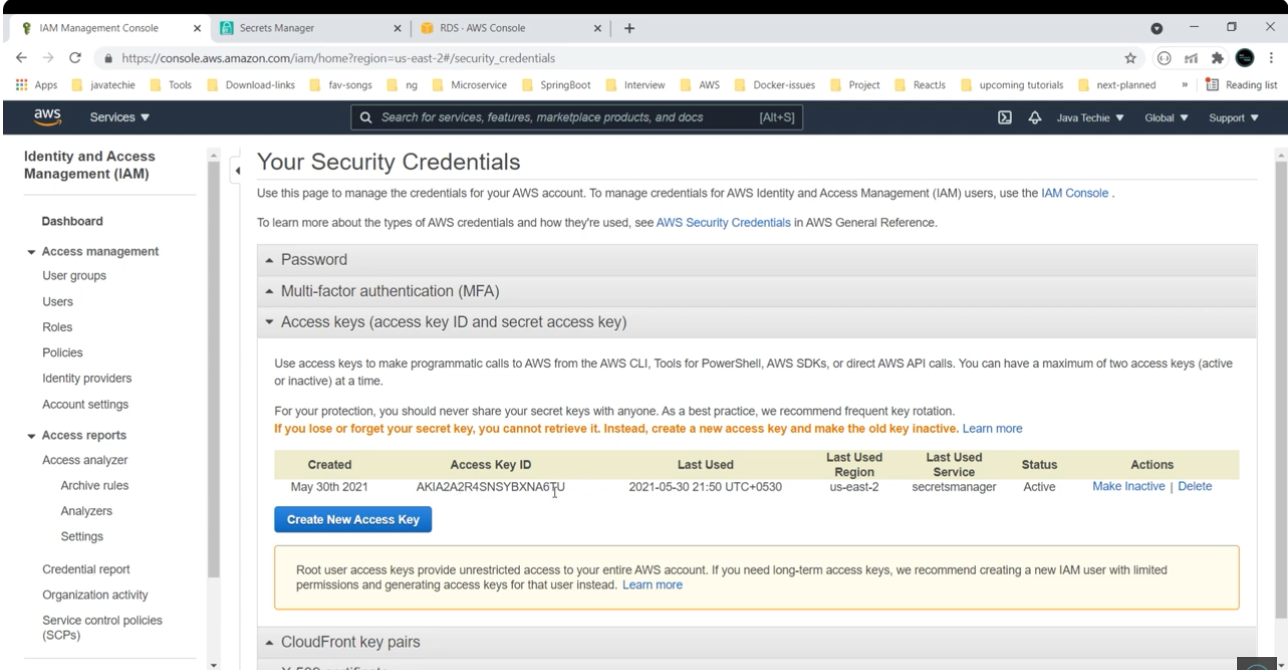 IAM Management Console
Secrets Manager
RDS - AWS Console
https://console.aws.amazon.com/iam/home?region=us-east-2#/security_credentials
Apps javatechie Tools Download-links fav-songs ng Microservice SpringBoot Interview AWS Docker-issues Project ReactJs upcoming tutorials next-planned » Reading list
aws Services Search for services, features, marketplace products, and docs [Alt+S] Java Techie Global Support
Identity and Access
Management (IAM)
Dashboard
Access management
User groups
Users
Roles
Policies
Identity providers
Account settings
Access reports
Access analyzer
Archive rules
Analyzers
Settings
Credential report
Organization activity
Service control policies
(SCPs)
Your Security Credentials
Use this page to manage the credentials for your AWS account. To manage credentials for AWS Identity and Access Management (IAM) users, use the IAM Console .
To learn more about the types of AWS credentials and how they're used, see AWS Security Credentials in AWS General Reference.
Password
Multi-factor authentication (MFA)
Access keys (access key ID and secret access key)
Use access keys to make programmatic calls to AWS from the AWS CLI, Tools for PowerShell, AWS SDKs, or direct AWS API calls. You can have a maximum of two access keys (active
or inactive) at a time.
For your protection, you should never share your secret keys with anyone. As a best practice, we recommend frequent key rotation.
If you lose or forget your secret key, you cannot retrieve it. Instead, create a new access key and make the old key inactive. Learn more
Created Access Key ID Last Used Last Used Region Last Used Service Status Actions
May 30th 2021 AKIA2A2R4SNSYBXNA6TU 2021-05-30 21:50 UTC+0530 us-east-2 secretsmanager Active Make Inactive | Delete
Create New Access Key
Root user access keys provide unrestricted access to your entire AWS account. If you need long-term access keys, we recommend creating a new IAM user with limited
permissions and generating access keys for that user instead. Learn more
CloudFront key pairs